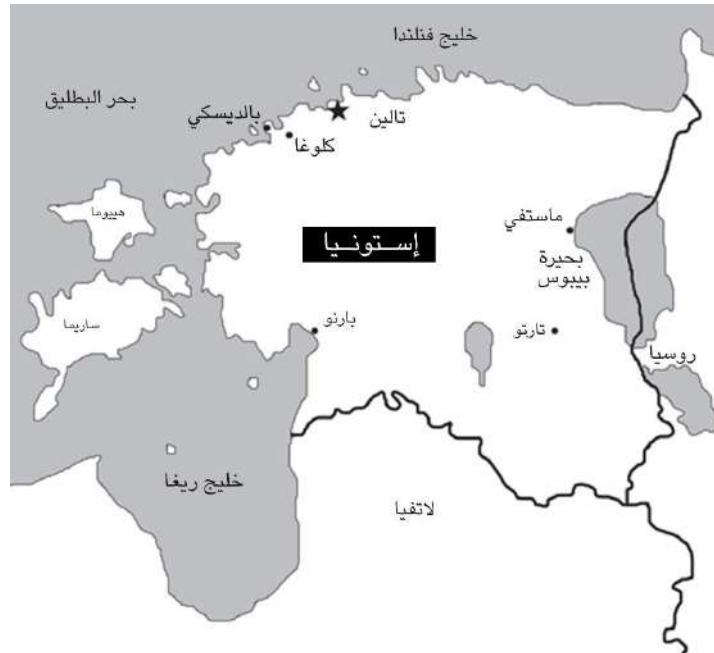 خليج فنلندا
بحر البطليق
تالين
بالديسكي
كلوغا
هييوما
ماستفي
إستونيا
بحيرة
بيبوس
ساريما
بارنو
تارتو
روسيا
خليج ريغا
لاتفيا